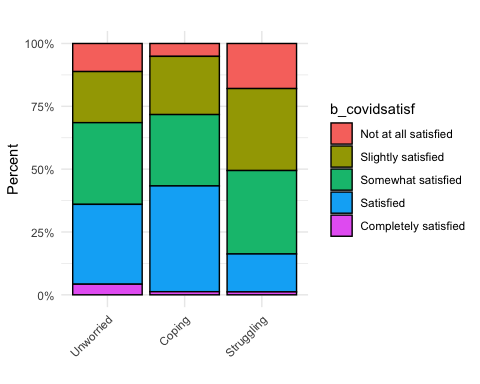 100%
75%
50%
25%
0%
Percent
Unworried
Coping
Struggling
b_covidsatisf
Not at all satisfied
Slightly satisfied
Somewhat satisfied
Satisfied
Completely satisfied